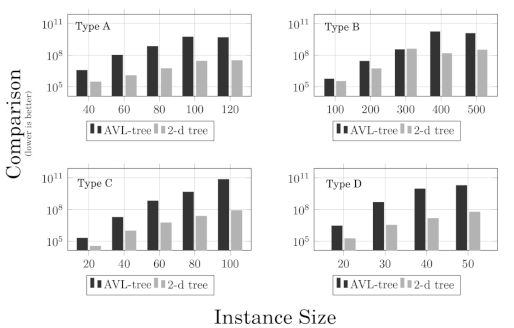 Comparison
(lower is better)
Type A
10^11
10^8
10^5
40 60 80 100 120
AVL-tree 2-d tree
Type B
10^11
10^8
10^5
100 200 300 400 500
AVL-tree 2-d tree
Type C
10^11
10^8
10^5
20 40 60 80 100
AVL-tree 2-d tree
Type D
10^11
10^8
10^5
20 30 40 50
AVL-tree 2-d tree
Instance Size